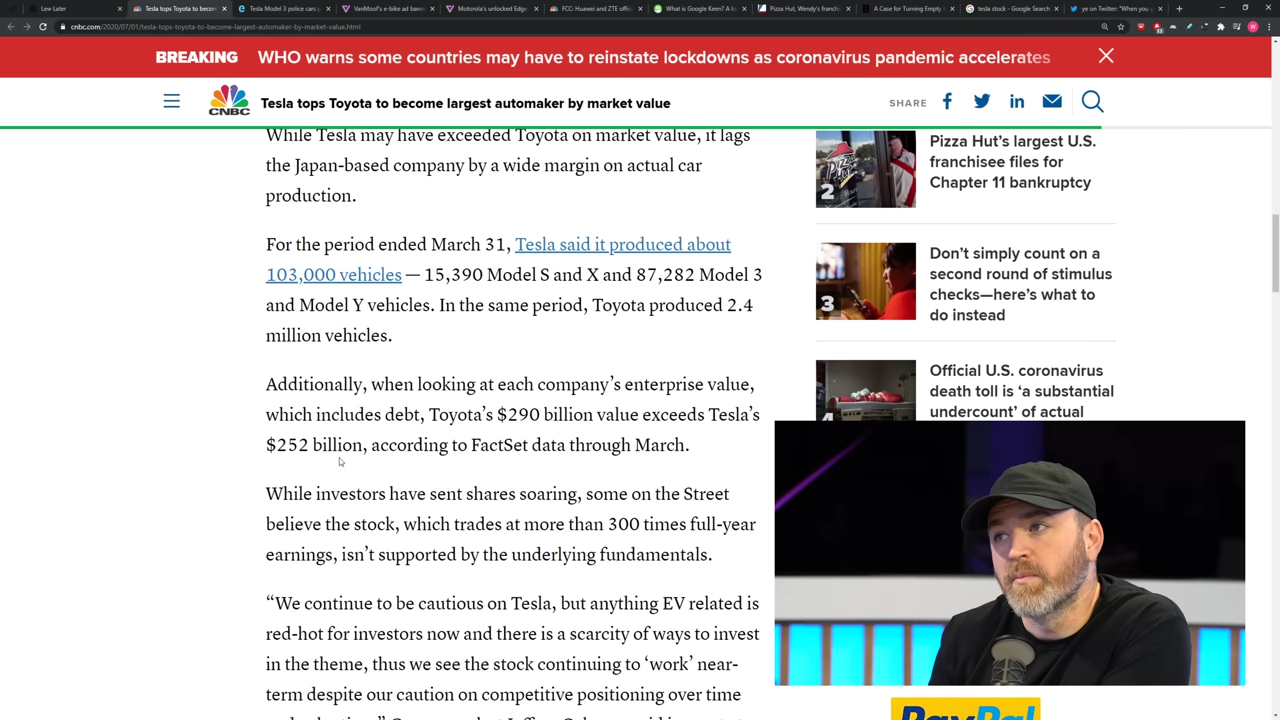 Lew Later
Tesla tops Toyota to becom
Tesla Model 3 police cars p
VanMoof's e-bike ad banne
Motorola's unlocked Edge
FCC: Huawei and ZTE offic
What is Google Keen? A l
Pizza Hut, Wendy's franch
A Case for Turning Empty
tesla stock - Google Search
ye on Twitter: "When you
cnbc.com/2020/07/01/tesla-tops-toyota-to-become-largest-automaker-by-market-value.html
BREAKING WHO warns some countries may have to reinstate lockdowns as coronavirus pandemic accelerates
CNBC
Tesla tops Toyota to become largest automaker by market value
SHARE
While Tesla may have exceeded Toyota on market value, it lags
the Japan-based company by a wide margin on actual car
production.
For the period ended March 31, Tesla said it produced about
103,000 vehicles — 15,390 Model S and X and 87,282 Model 3
and Model Y vehicles. In the same period, Toyota produced 2.4
million vehicles.
Additionally, when looking at each company's enterprise value,
which includes debt, Toyota's $290 billion value exceeds Tesla's
$252 billion, according to FactSet data through March.
While investors have sent shares soaring, some on the Street
believe the stock, which trades at more than 300 times full-year
earnings, isn't supported by the underlying fundamentals.
“We continue to be cautious on Tesla, but anything EV related is
red-hot for investors now and there is a scarcity of ways to invest
in the theme, thus we see the stock continuing to ‘work’ near-
term despite our caution on competitive positioning over time
2
Pizza Hut's largest U.S.
franchisee files for
Chapter 11 bankruptcy
3
Don't simply count on a
second round of stimulus
checks—here's what to
do instead
4
Official U.S. coronavirus
death toll is ‘a substantial
undercount’ of actual
PayPal